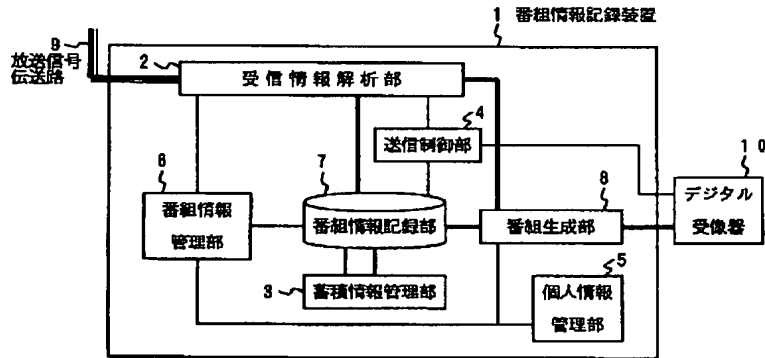 1 番組情報記録装置
9
放送信号
伝送路
2
受信情報解析部
4
送信制御部
10
デジタル
受像器
6
番組情報
管理部
7
番組情報記録部
8
番組生成部
3 蓄積情報管理部
5
個人情報
管理部